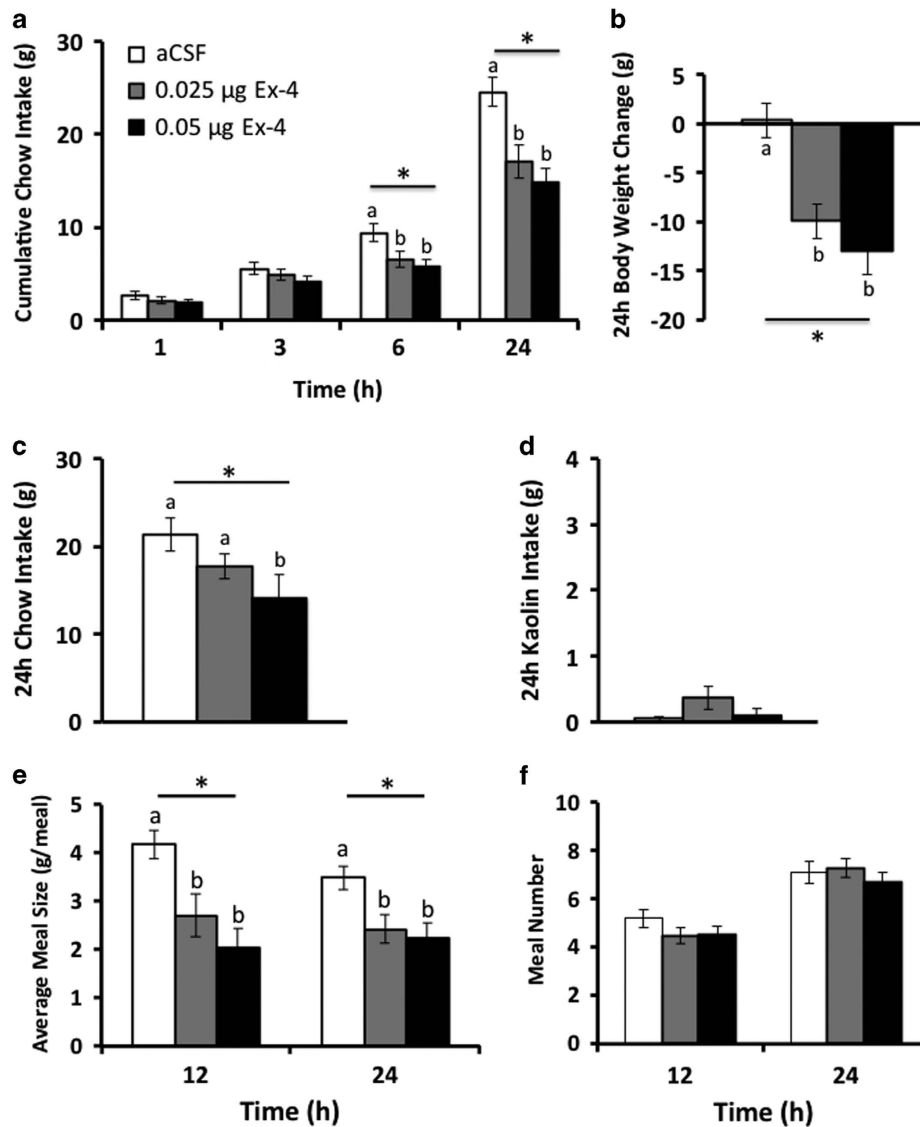 a
Cumulative Chow Intake (g)
30
20
10
0
aCSF
0.025 µg Ex-4
0.05 µg Ex-4
*
a
b
b
*
a
b
b
1
3
6
24
Time (h)
b
24h Body Weight Change (g)
5
0
-5
-10
-15
-20
a
b
b
*
c
24h Chow Intake (g)
30
20
10
0
*
a
a
b
d
24h Kaolin Intake (g)
4
3
2
1
0
e
Average Meal Size (g/meal)
5
4
3
2
1
0
*
a
b
b
*
a
b
b
12
24
Time (h)
f
Meal Number
10
8
6
4
2
0
12
24
Time (h)